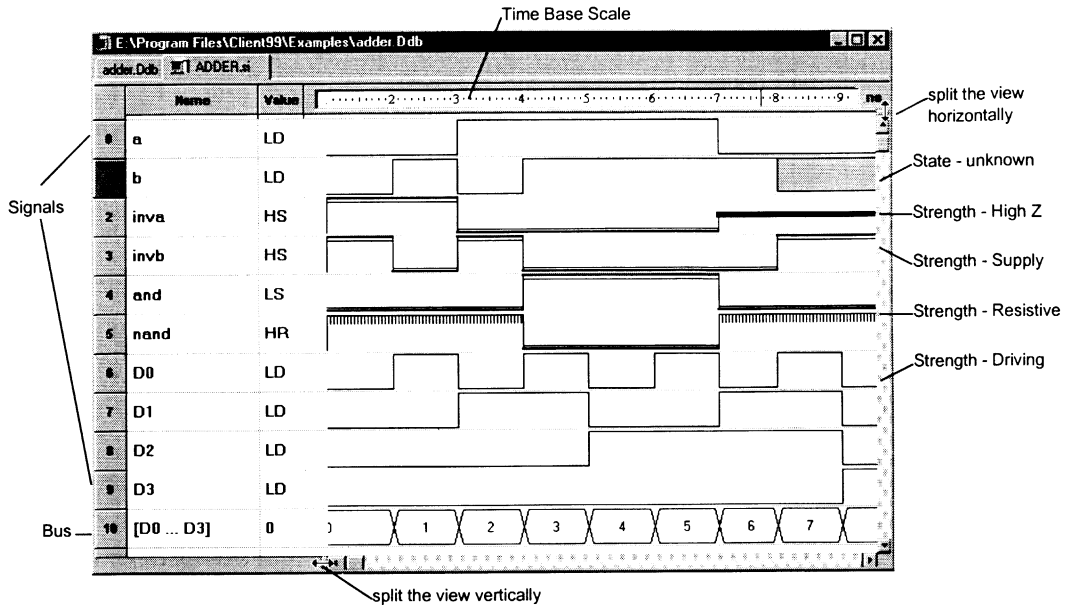 Time Base Scale
E:\Program Files\Client99\Examples\adder.Ddb
adder.Ddb ADDER.si
Name Value 2 3 4 5 6 7 8 9 ns
split the view
horizontally
0 a LD
b LD
State - unknown
Signals
2 inva HS
Strength - High Z
3 invb HS
Strength - Supply
4 and LS
Strength - Resistive
5 nand HR
6 D0 LD
Strength - Driving
7 D1 LD
8 D2 LD
9 D3 LD
Bus 10 [D0 ... D3] 0 0 1 2 3 4 5 6 7
split the view vertically